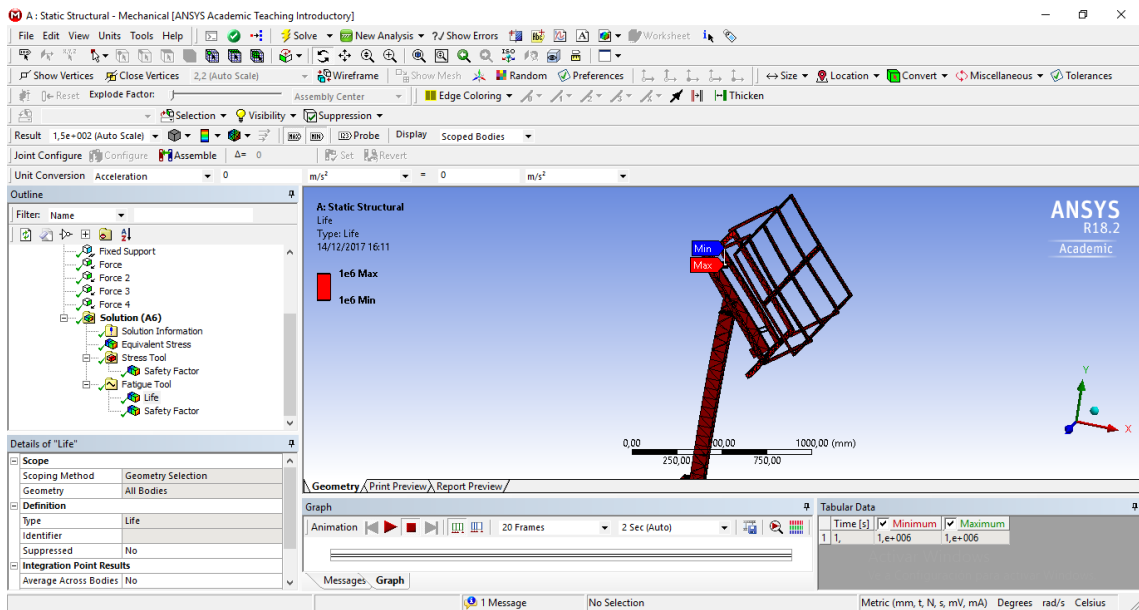 A : Static Structural - Mechanical [ANSYS Academic Teaching Introductory]
File Edit View Units Tools Help Solve New Analysis ?/ Show Errors Worksheet
Show Vertices Close Vertices 2,2 (Auto Scale) Wireframe Show Mesh Random Preferences Size Location Convert Miscellaneous Tolerances
Reset Explode Factor: Assembly Center Edge Coloring Thicken
Selection Visibility Suppression
Result 1,5e+002 (Auto Scale) MAX MIN Probe Display Scoped Bodies
Joint Configure Configure Assemble Δ= 0 Set Revert
Unit Conversion Acceleration 0 m/s² = 0 m/s²
Outline
Filter: Name
Fixed Support
Force
Force 2
Force 3
Force 4
Solution (A6)
Solution Information
Equivalent Stress
Stress Tool
Safety Factor
Fatigue Tool
Life
Safety Factor
Details of "Life"
Scope
Scoping Method Geometry Selection
Geometry All Bodies
Definition
Type Life
Identifier
Suppressed No
Integration Point Results
Average Across Bodies No
A: Static Structural
Life
Type: Life
14/12/2017 16:11
1e6 Max
1e6 Min
Min
Max
ANSYS
R18.2
Academic
Y
X
0,00 500,00 1000,00 (mm)
250,00 750,00
Geometry Print Preview Report Preview
Graph
Animation 20 Frames 2 Sec (Auto)
Messages Graph
Tabular Data
Time [s] Minimum Maximum
1 1, 1,e+006 1,e+006
1 Message No Selection Metric (mm, t, N, s, mV, mA) Degrees rad/s Celsius